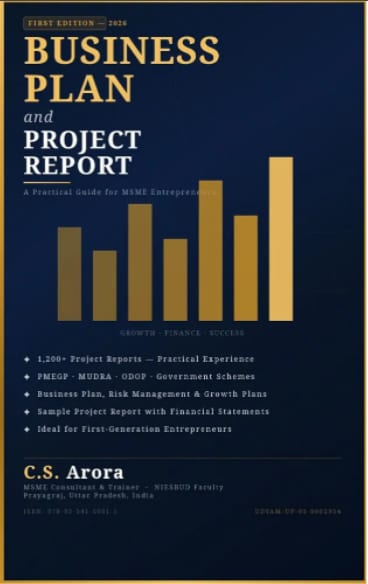 FIRST EDITION — 2026
BUSINESS
PLAN
and
PROJECT
REPORT
A Practical Guide for MSME Entrepreneurs
GROWTH · FINANCE · SUCCESS
✦ 1,200+ Project Reports — Practical Experience
✦ PMEGP · MUDRA · ODOP · Government Schemes
✦ Business Plan, Risk Management & Growth Plans
✦ Sample Project Report with Financial Statements
✦ Ideal for First-Generation Entrepreneurs
C.S. Arora
MSME Consultant & Trainer – NIESBUD Faculty
Prayagraj, Uttar Pradesh, India
ISBN: